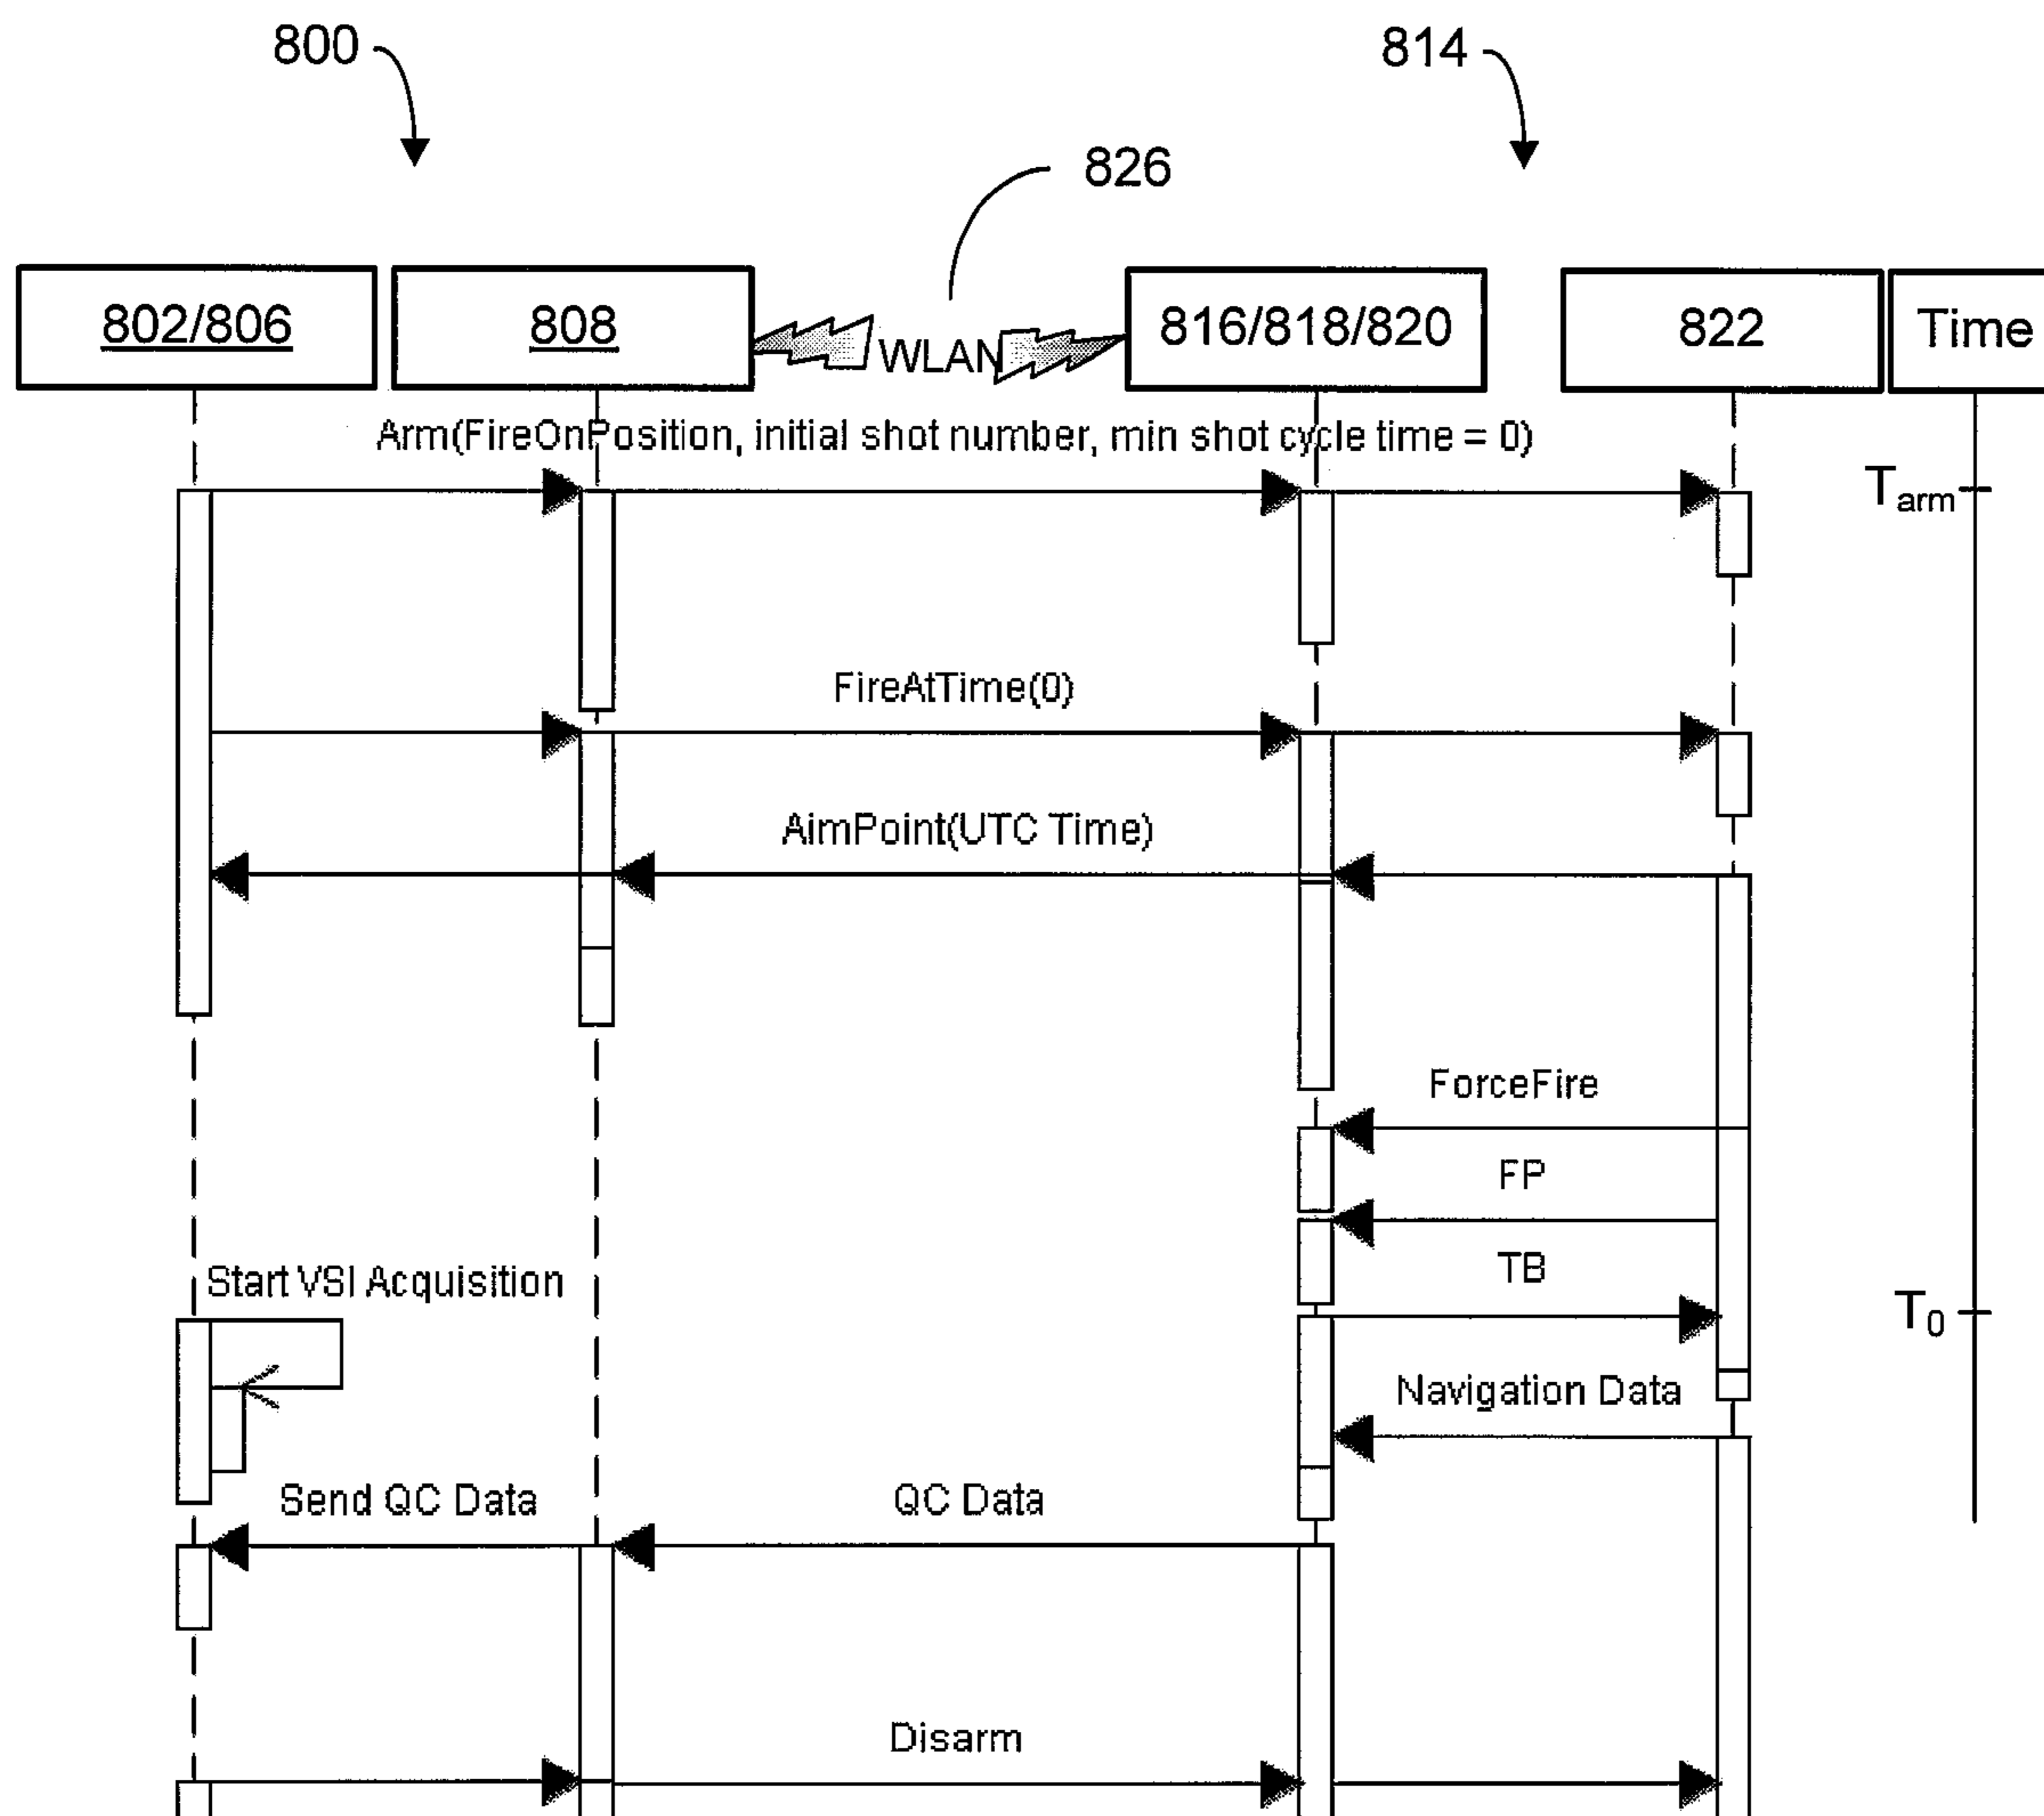 800
814
826
802/806
808
WLAN
816/818/820
822
Time
Arm(FireOnPosition, initial shot number, min shot cycle time = 0)
Tarm
FireAtTime(0)
AimPoint(UTC Time)
ForceFire
FP
TB
Start VSI Acquisition
T0
Navigation Data
Send QC Data
QC Data
Disarm